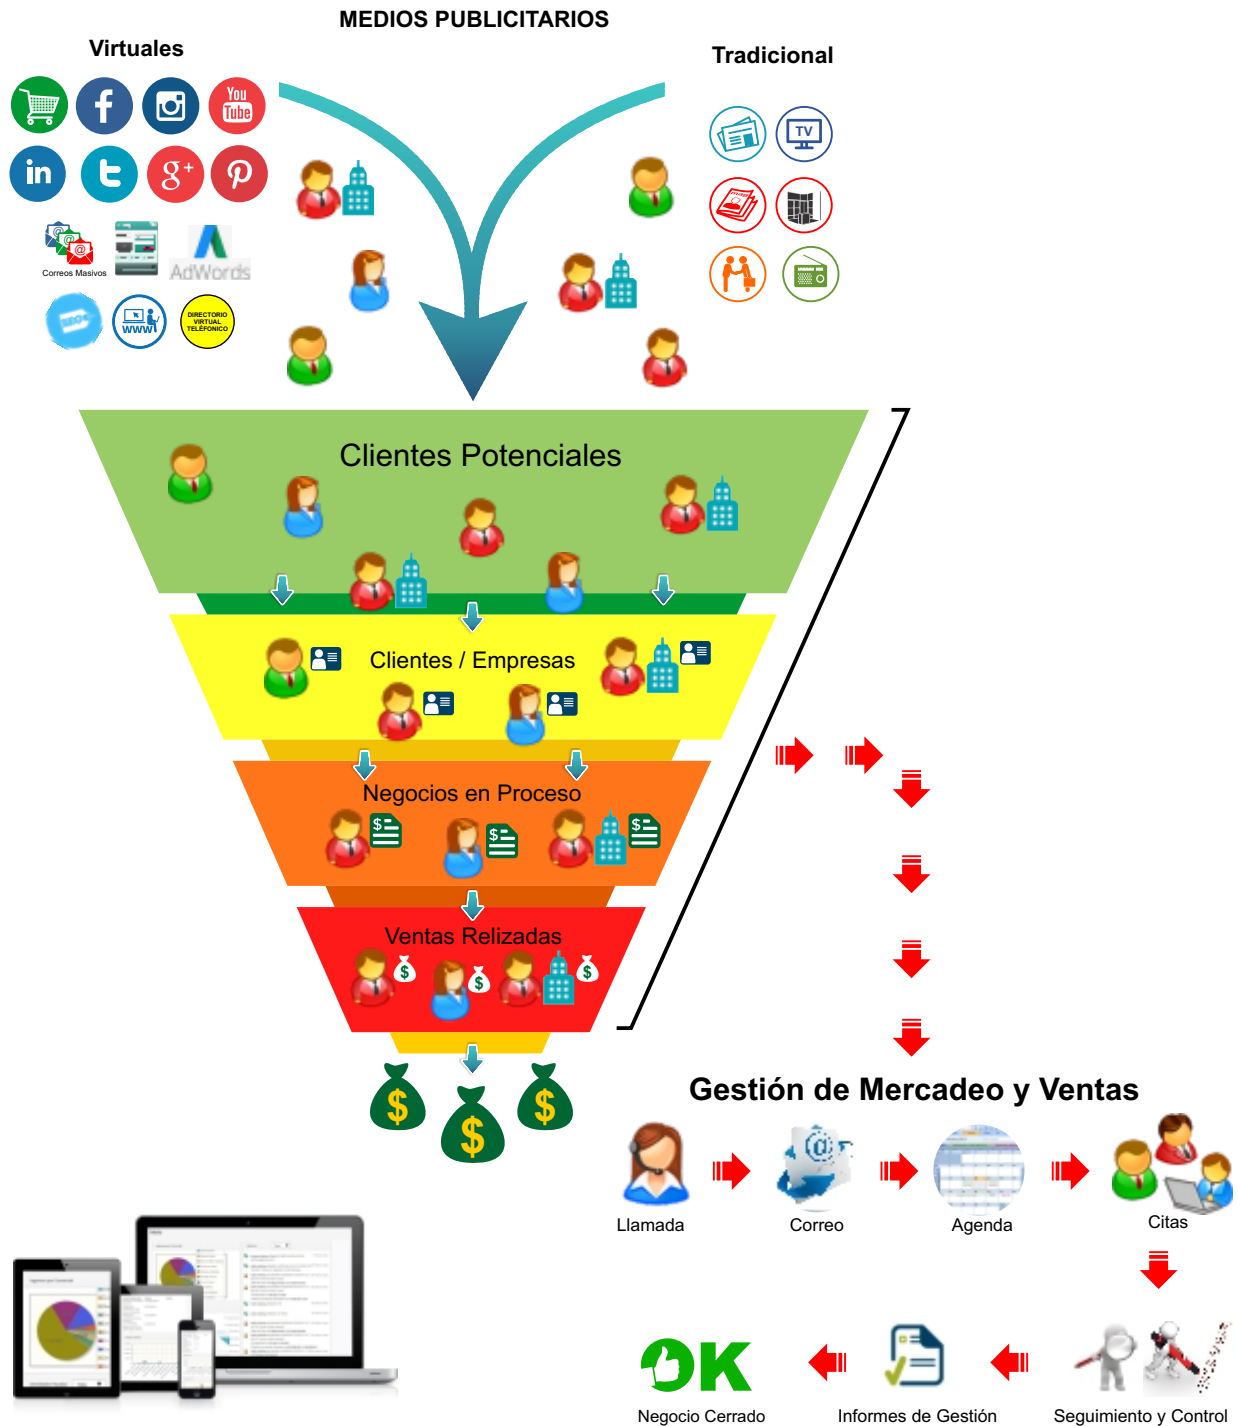 MEDIOS PUBLICITARIOS
Virtuales
Tradicional
f
You
Tube
in
g+
TV
Correos Masivos
AdWords
www
DIRECTORIO
VIRTUAL
TELÉFONICO
Clientes Potenciales
Clientes / Empresas
Negocios en Proceso
$
$
$
Ventas Relizadas
$
$
$
$
$
$
Gestión de Mercadeo y Ventas
@
Llamada
Correo
Agenda
Citas
OK
Negocio Cerrado
Informes de Gestión
Seguimiento y Control